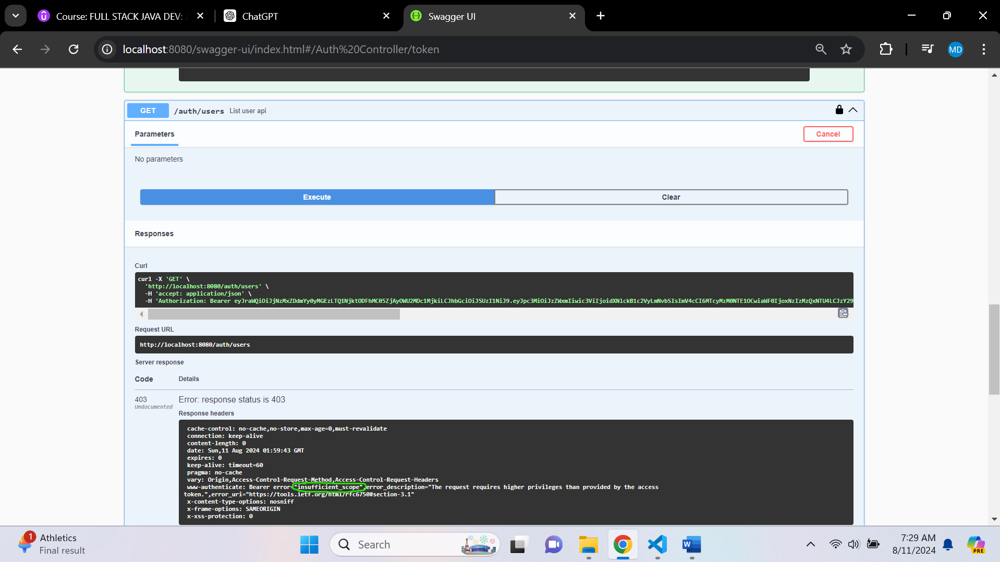 Course: FULL STACK JAVA DEV:
ChatGPT
Swagger UI
localhost:8080/swagger-ui/index.html#/Auth%20Controller/token
MD
GET /auth/users List user api
Parameters
Cancel
No parameters
Execute
Clear
Responses
Curl
curl -X 'GET' \
'http://localhost:8080/auth/users' \
-H 'accept: application/json' \
-H 'Authorization: Bearer
Request URL
http://localhost:8080/auth/users
Server response
Code Details
403 Error: response status is 403
Undocumented
Response headers
cache-control: no-cache,no-store,max-age=0,must-revalidate
connection: keep-alive
content-length: 0
date: Sun,11 Aug 2024 01:59:43 GMT
expires: 0
keep-alive: timeout=60
pragma: no-cache
vary: Origin,Access-Control-Request-Method,Access-Control-Request-Headers
www-authenticate: Bearer error="insufficient_scope",error_description="The request requires higher privileges than provided by the access
token.",error_uri="https://tools.ietf.org/html/rfc6750#section-3.1"
x-content-type-options: nosniff
x-frame-options: SAMEORIGIN
x-xss-protection: 0
1
Athletics
Final result
Search
7:29 AM
8/11/2024
PRE